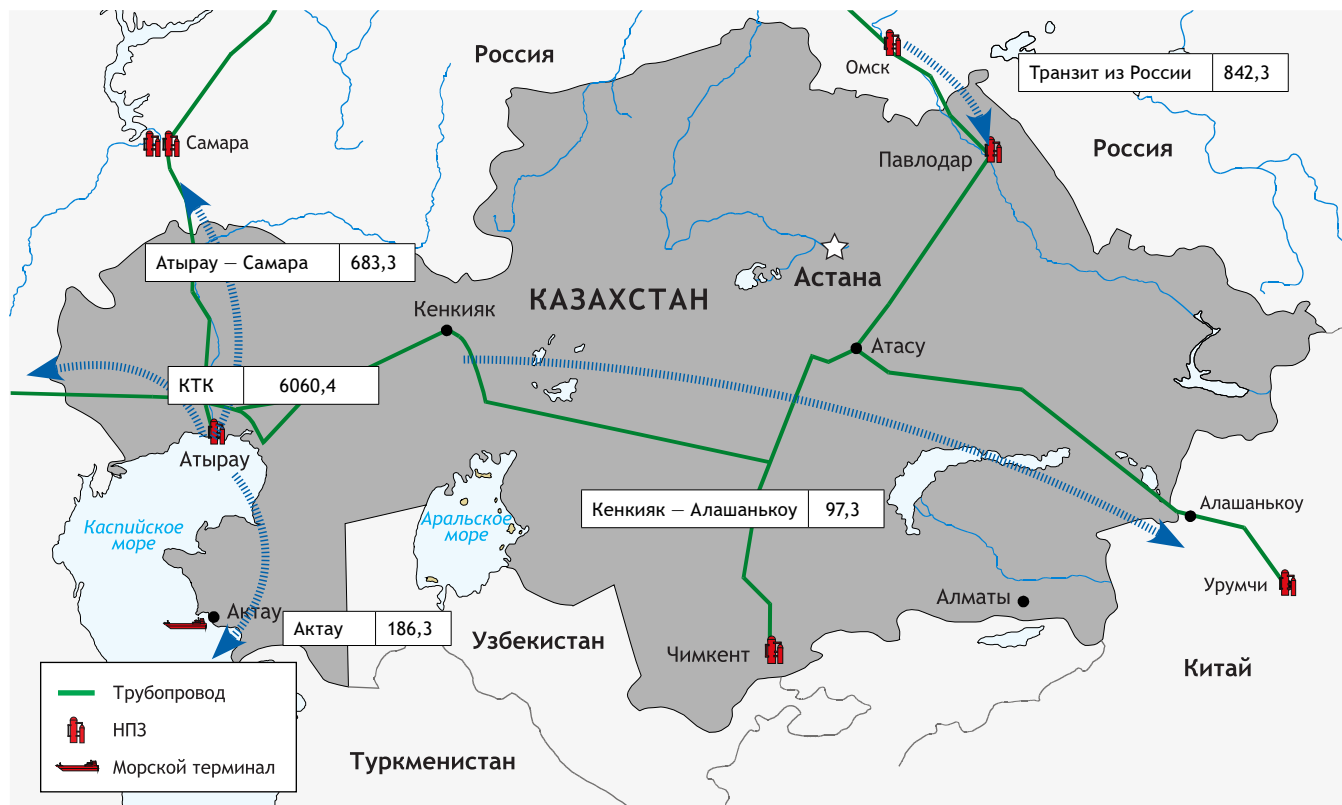 Россия
Омск
Транзит из России 842,3
Самара
Павлодар
Россия
Атырау – Самара 683,3
Астана
КАЗАХСТАН
Кенкияк
Атасу
КТК 6060,4
Атырау
Каспийское
море
Аральское
море
Кенкияк – Алашанькоу 97,3
Алашанькоу
Урумчи
Алматы
Актау
Актау 186,3
Узбекистан
Чимкент
Китай
Трубопровод
НПЗ
Морской терминал
Туркменистан